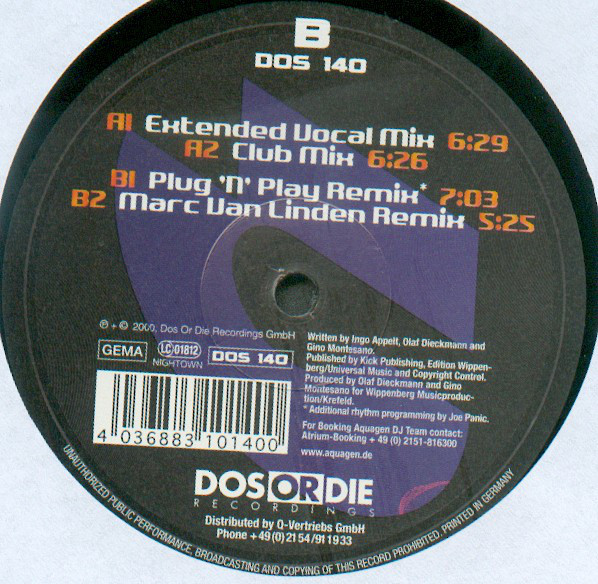 B
DOS 140
A1 Extended Vocal Mix 6:29
A2 Club Mix 6:26
B1 Plug 'N' Play Remix* 7:03
B2 Marc Van Linden Remix 5:25
℗ + © 2000, Dos Or Die Recordings GmbH
GEMA LC 01812 DOS 140
NIGHTOWN
4 036883 101400
Written by Ingo Appelt, Olaf Dieckmann and
Gino Montesano.
Published by Kick Publishing, Edition Wippen-
berg/Universal Music and Copyright Control.
Produced by Olaf Dieckmann and Gino
Montesano for Wippenberg Musicproduc-
tion/Krefeld.
* Additional rhythm programming by Joe Panic.
For Booking Aquagen DJ Team contact:
Atrium-Booking + 49 (0) 2151-816300
www.aquagen.de
DOS OR DIE
RECORDINGS
Distributed by Q-Vertriebs GmbH
Phone +49 (0) 21 54 / 91 19 33
UNAUTHORIZED PUBLIC PERFORMANCE, BROADCASTING AND COPYING OF THIS RECORD PROHIBITED. PRINTED IN GERMANY